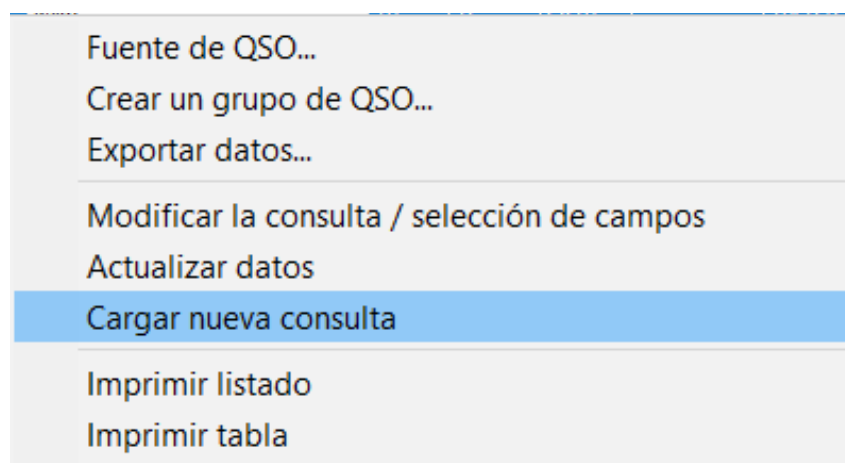 Fuente de QSO...
Crear un grupo de QSO...
Exportar datos...
Modificar la consulta / selección de campos
Actualizar datos
Cargar nueva consulta
Imprimir listado
Imprimir tabla